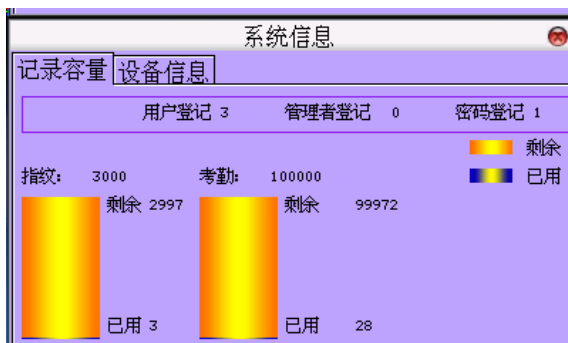 系统信息
记录容量 设备信息
用户登记 3 管理者登记 0 密码登记 1
剩余
指纹: 3000 考勤: 100000 已用
剩余 2997 剩余 99972
已用 3 已用 28